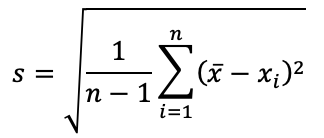 s = √( 1/(n − 1) ∑_{i=1}^{n} (x̄ − x_i)² )